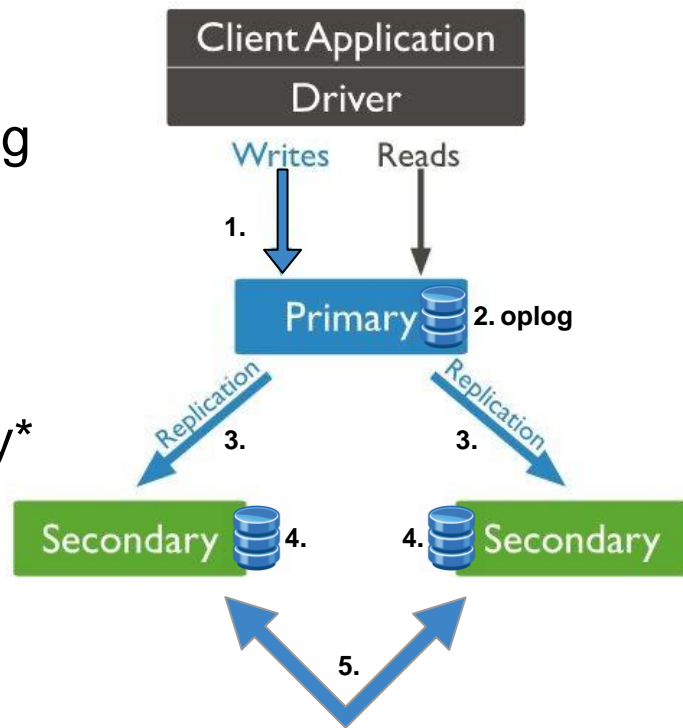 Client Application
Driver
g
Writes Reads
1.
Primary 2. oplog
Replication Replication
y*
3. 3.
Secondary 4. 4. Secondary
5.